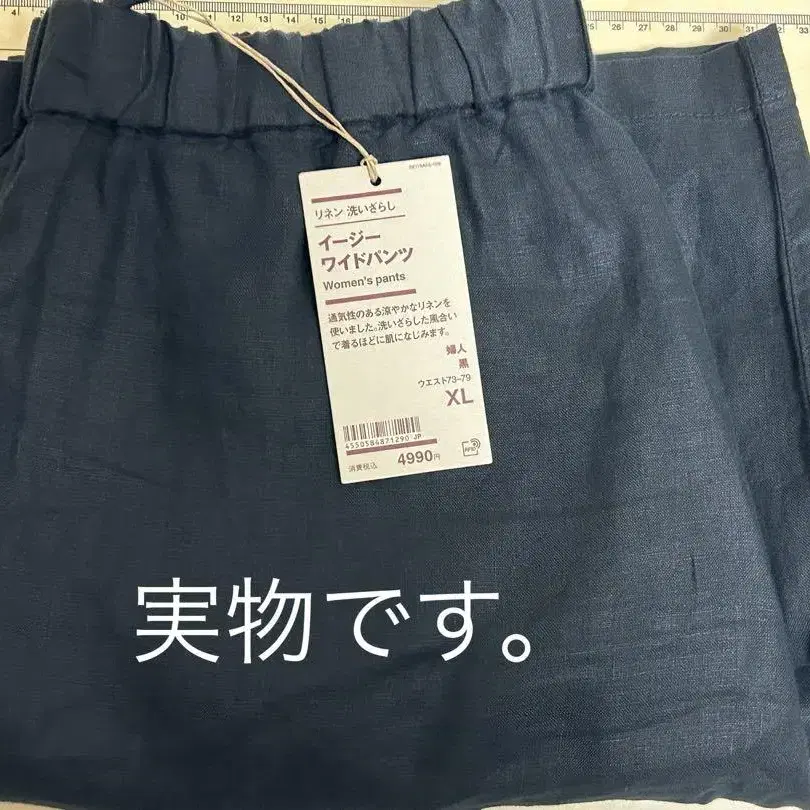 リネン 洗いざらし
イージー
ワイドパンツ
Women's pants
通気性のある涼やかなリネンを
使いました。洗いざらした風合い
で着るほどに肌になじみます。
婦人
黒
ウエスト73-79
XL
4550584871290 JP
消費税込 4990円
実物です。